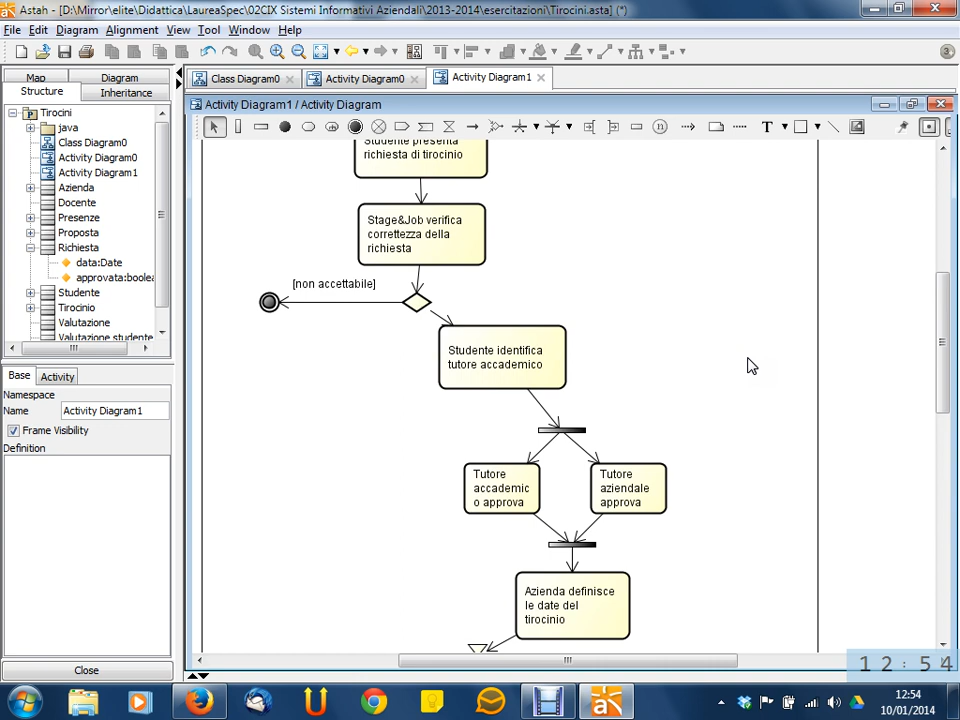 Astah - [D:\Mirror\elite\Didattica\LaureaSpec\02CIX Sistemi Informativi Aziendali\2013-2014\esercitazioni\Tirocini.asta] (*)
File Edit Diagram Alignment View Tool Window Help
3
Map Diagram
Structure Inheritance
Class Diagram0 Activity Diagram0 Activity Diagram1
Activity Diagram1 / Activity Diagram
T
Tirocini
java
Class Diagram0
Activity Diagram0
Activity Diagram1
Azienda
Docente
Presenze
Proposta
Richiesta
data:Date
approvata:boolea
Studente
Tirocinio
Valutazione
Valutazione studente
Base Activity
Namespace
Name Activity Diagram1
Frame Visibility
Definition
Close
Studente presenta
richiesta di tirocinio
Stage&Job verifica
correttezza della
richiesta
[non accettabile]
Studente identifica
tutore accademico
Tutore
accademic
o approva
Tutore
aziendale
approva
Azienda definisce
le date del
tirocinio
12:54
12:54
10/01/2014